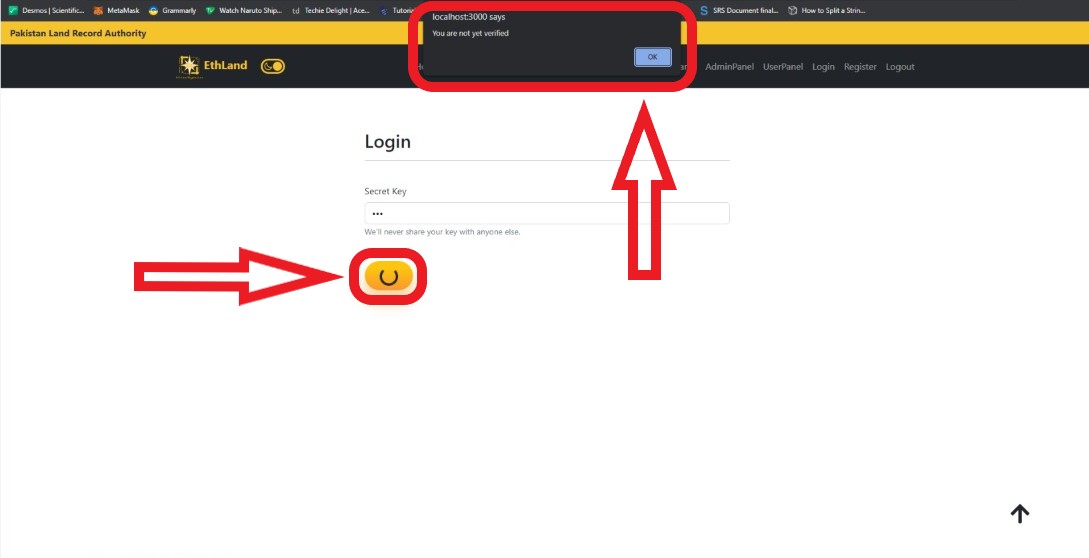 Desmos | Scientific... MetaMask Grammarly Watch Naruto Ship... td Techie Delight | Ace... Tutoria SRS Document final... How to Split a Strin...
localhost:3000 says
You are not yet verified
OK
Pakistan Land Record Authority
EthLand AdminPanel UserPanel Login Register Logout
Login
Secret Key
•••
We'll never share your key with anyone else.